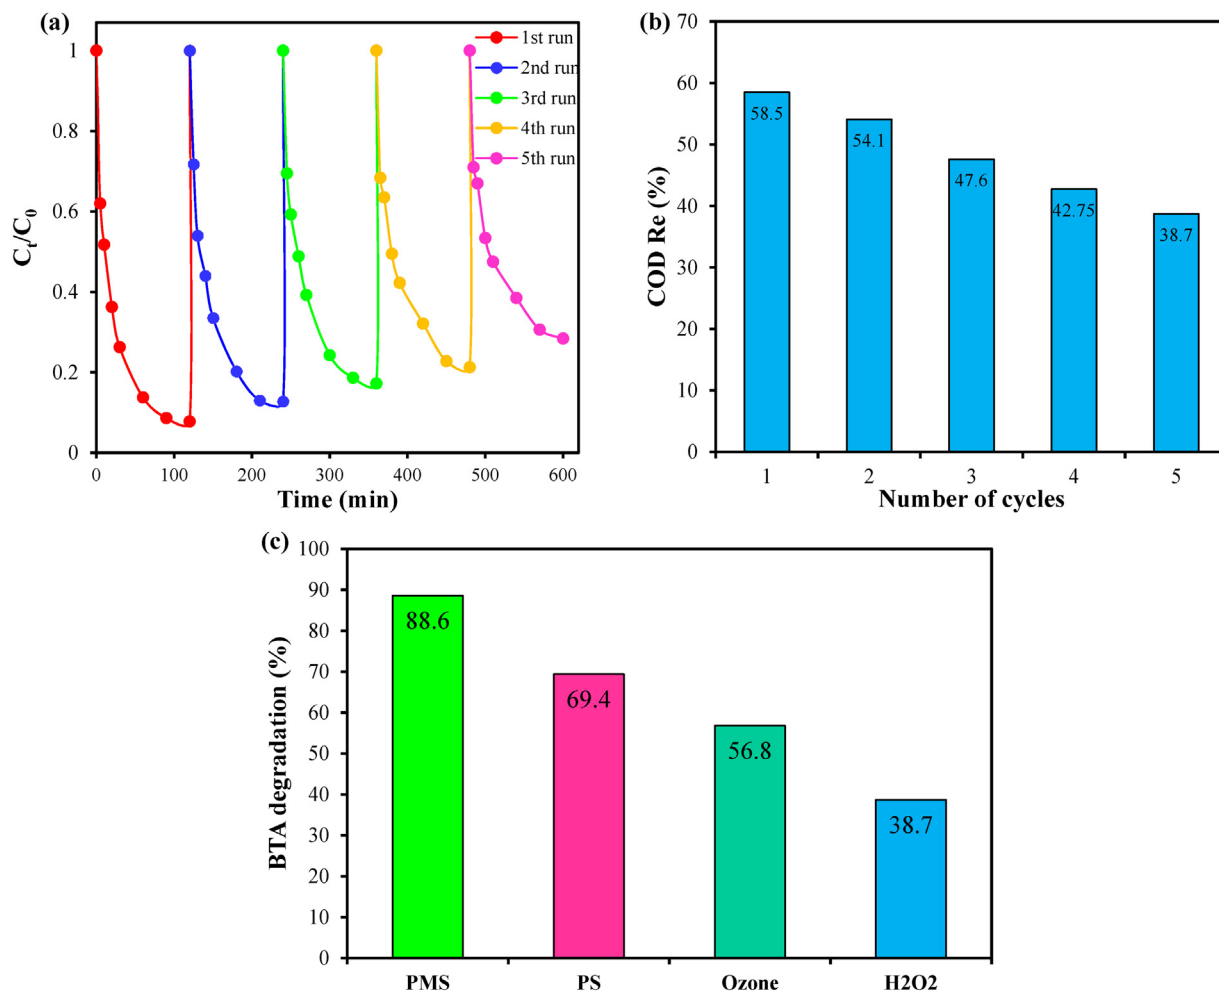 (a)
1st run
2nd run
3rd run
4th run
5th run
1
0.8
0.6
0.4
0.2
0
Cₜ/C₀
0 100 200 300 400 500 600
Time (min)
(b)
70
60
50
40
30
20
10
0
COD Re (%)
58.5
54.1
47.6
42.75
38.7
1 2 3 4 5
Number of cycles
(c)
100
90
80
70
60
50
40
30
20
10
0
BTA degradation (%)
88.6
69.4
56.8
38.7
PMS PS Ozone H2O2